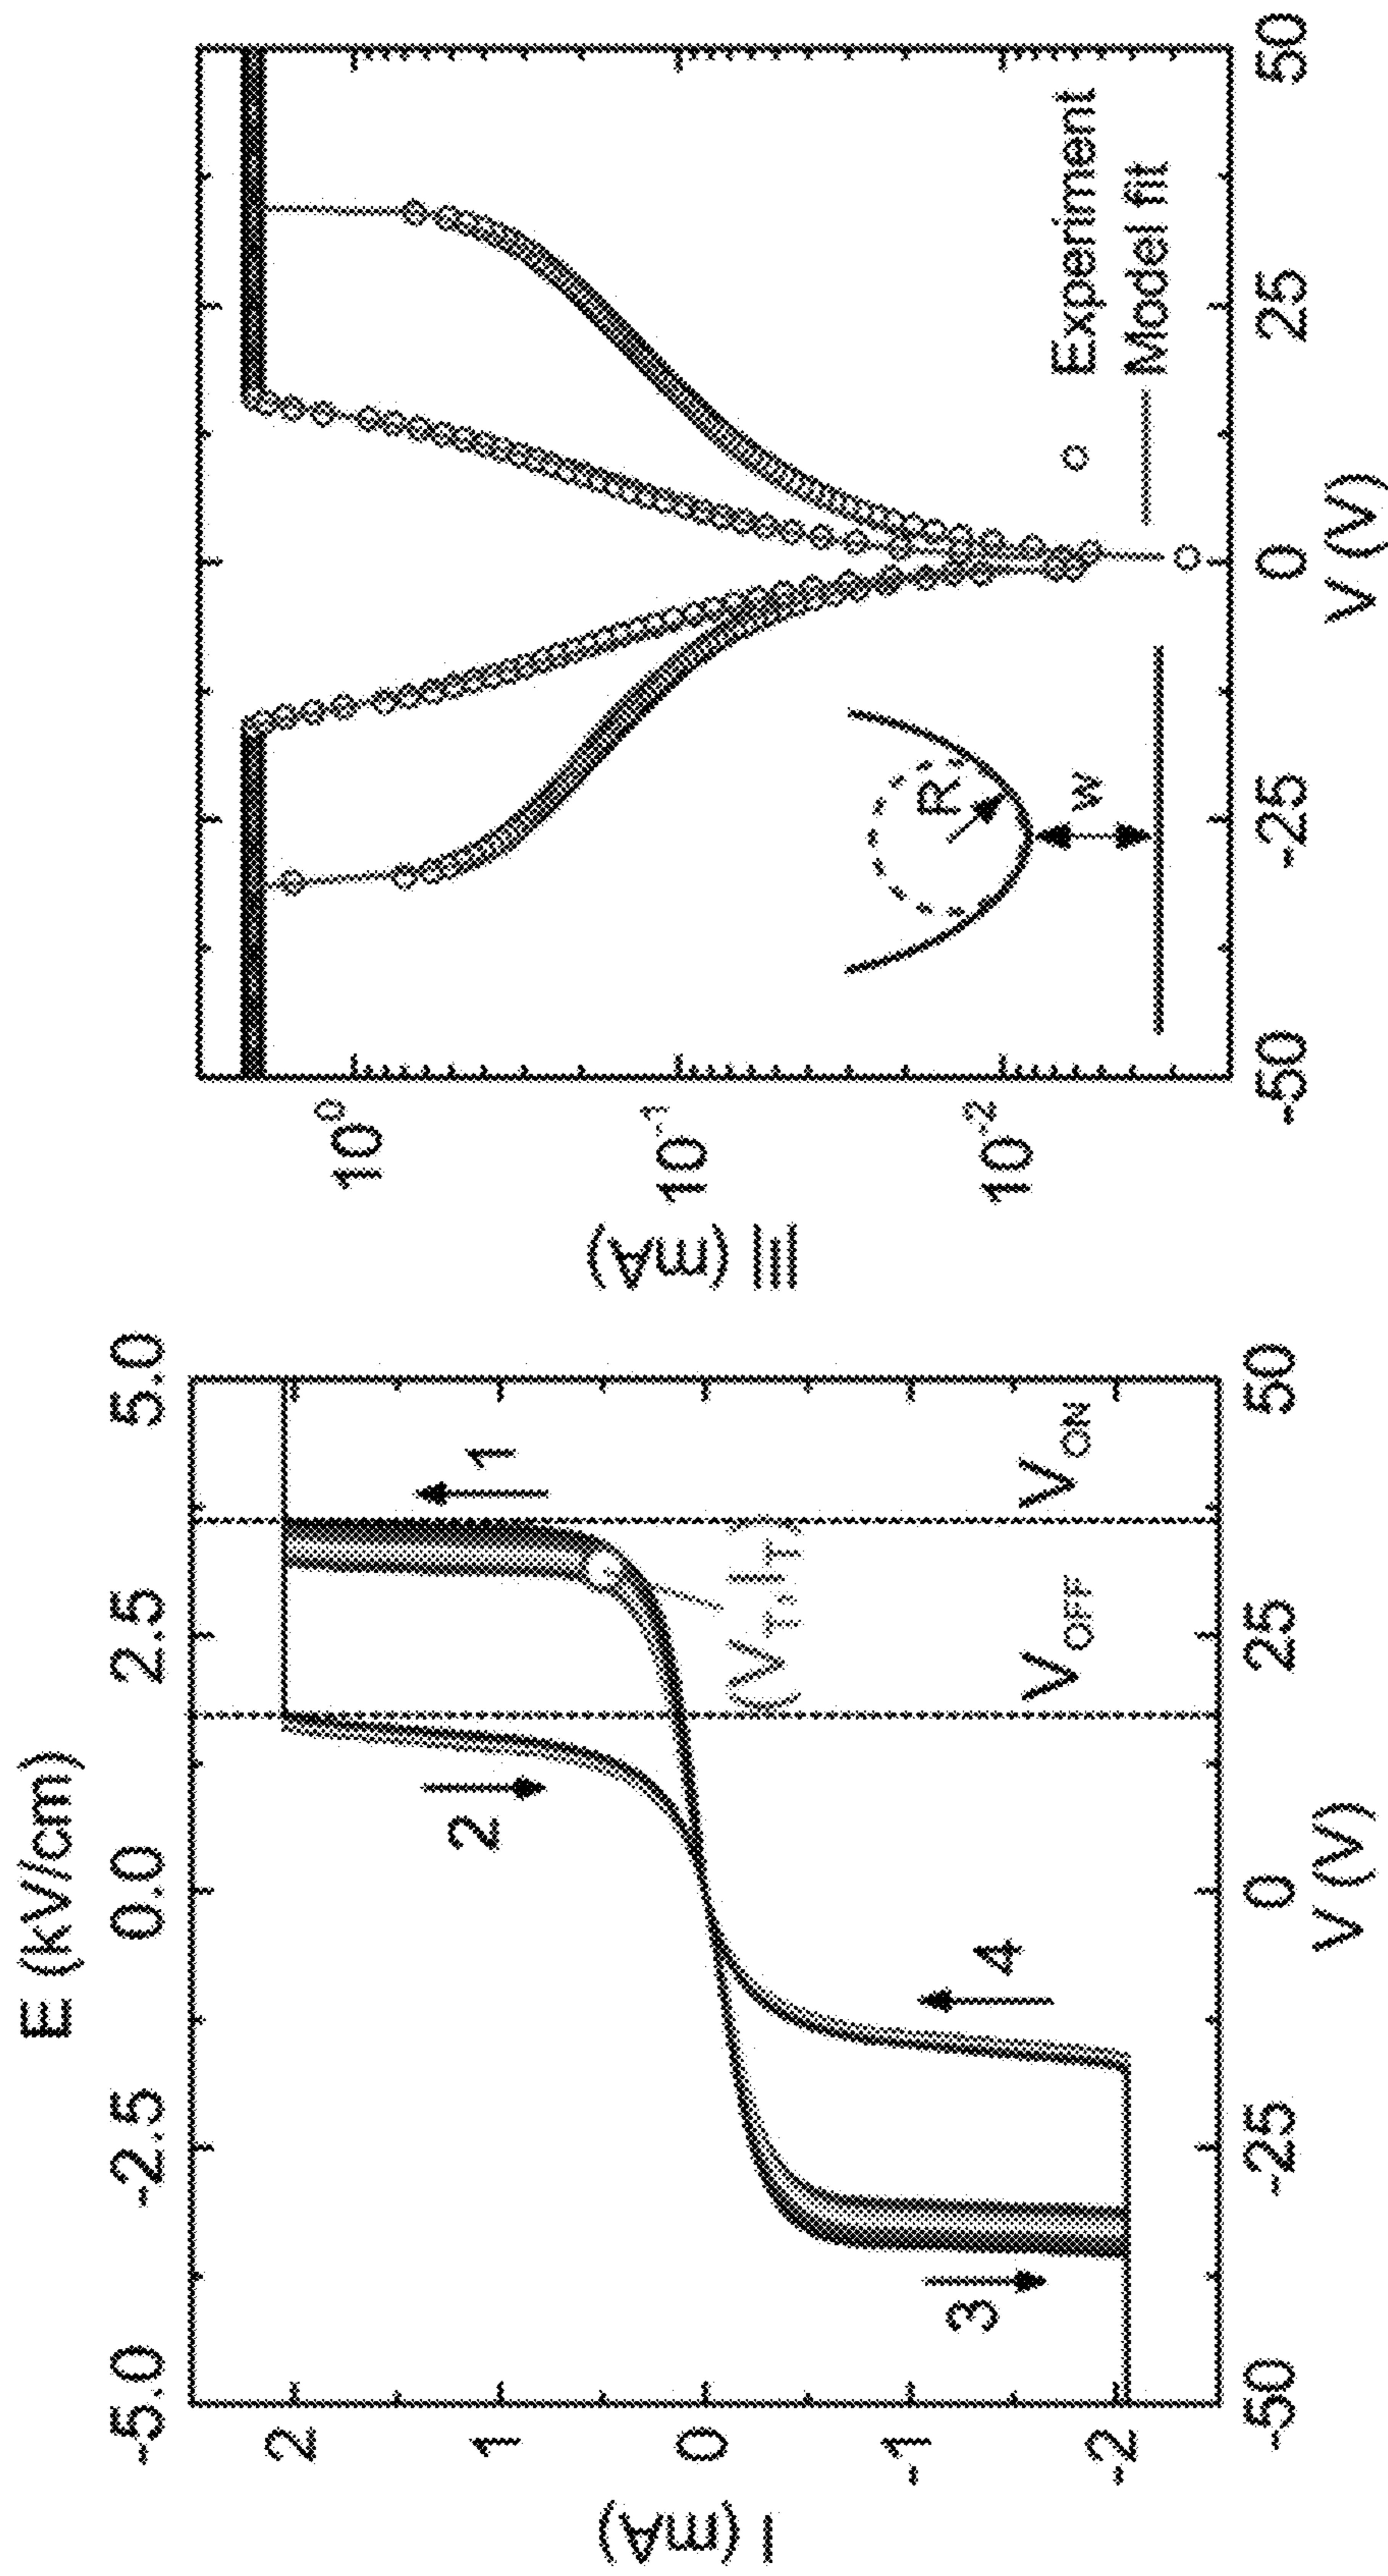 E (kV/cm)
-5.0 -2.5 0.0 2.5 5.0
I (mA)
2
1
0
-1
-2
1
2
3
4
(V_T, I_T)
V_OFF
V_ON
-50 -25 0 25 50
V (V)
|I| (mA)
10^0
10^-1
10^-2
R
w
Experiment
Model fit
-50 -25 0 25 50
V (V)